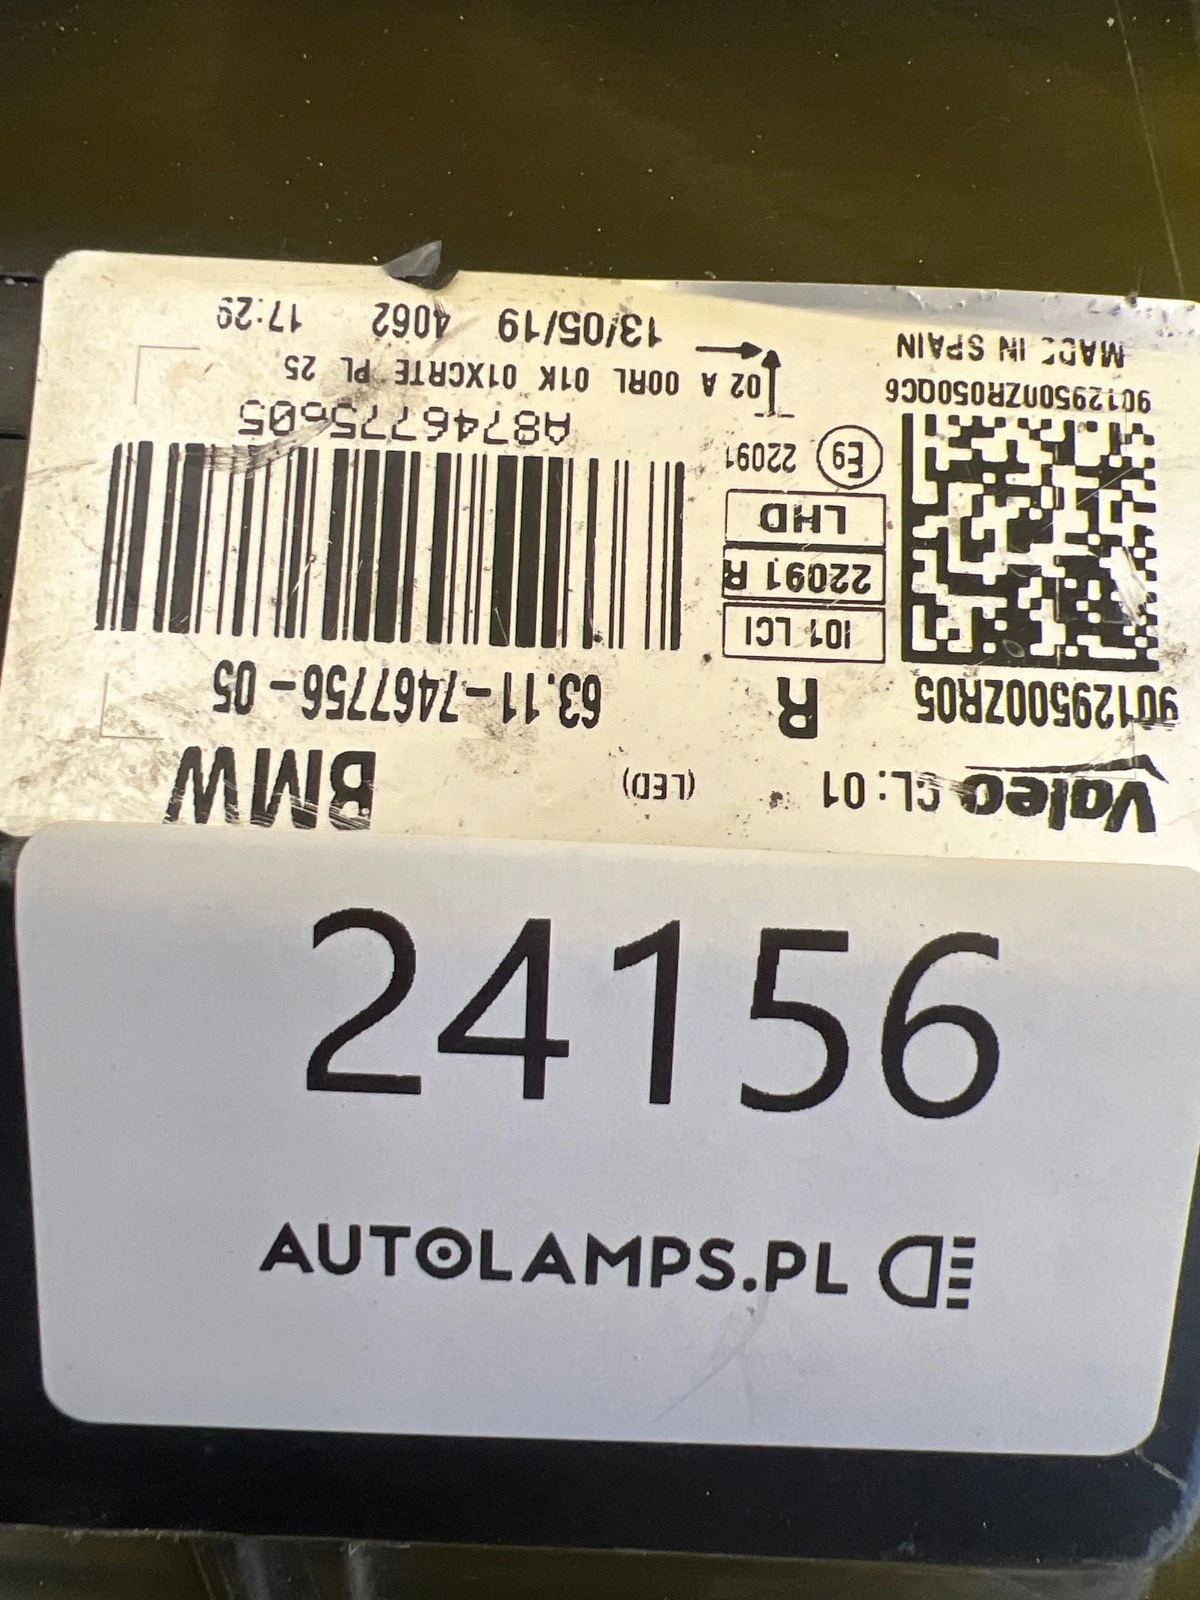 Valeo CL: 01 (LED) BMW
90129500ZR05 R 63.11-7467756-05
I01 LCI
22091 R
LHD
E9 22091
A8746775605
90129500ZR050QC6
02 A 00RL 01K 01XCRTE PL 25
MADE IN SPAIN
13/05/19 4062 17:29
24156
AUTOLAMPS.PL